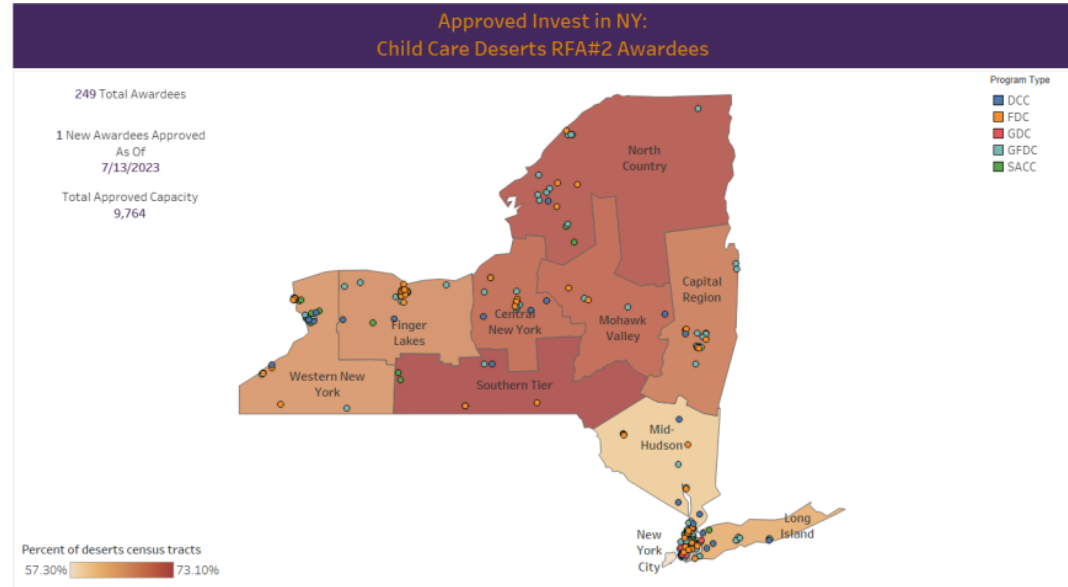 Approved Invest in NY:
Child Care Deserts RFA#2 Awardees
249 Total Awardees
1 New Awardees Approved
As Of
7/13/2023
Total Approved Capacity
9,764
Program Type
DCC
FDC
GDC
GFDC
SACC
North
Country
Capital
Region
Central
New York
Mohawk
Valley
Finger
Lakes
Western New
York
Southern Tier
Mid-
Hudson
Long
Island
New
York
City
Percent of deserts census tracts
57.30% 73.10%